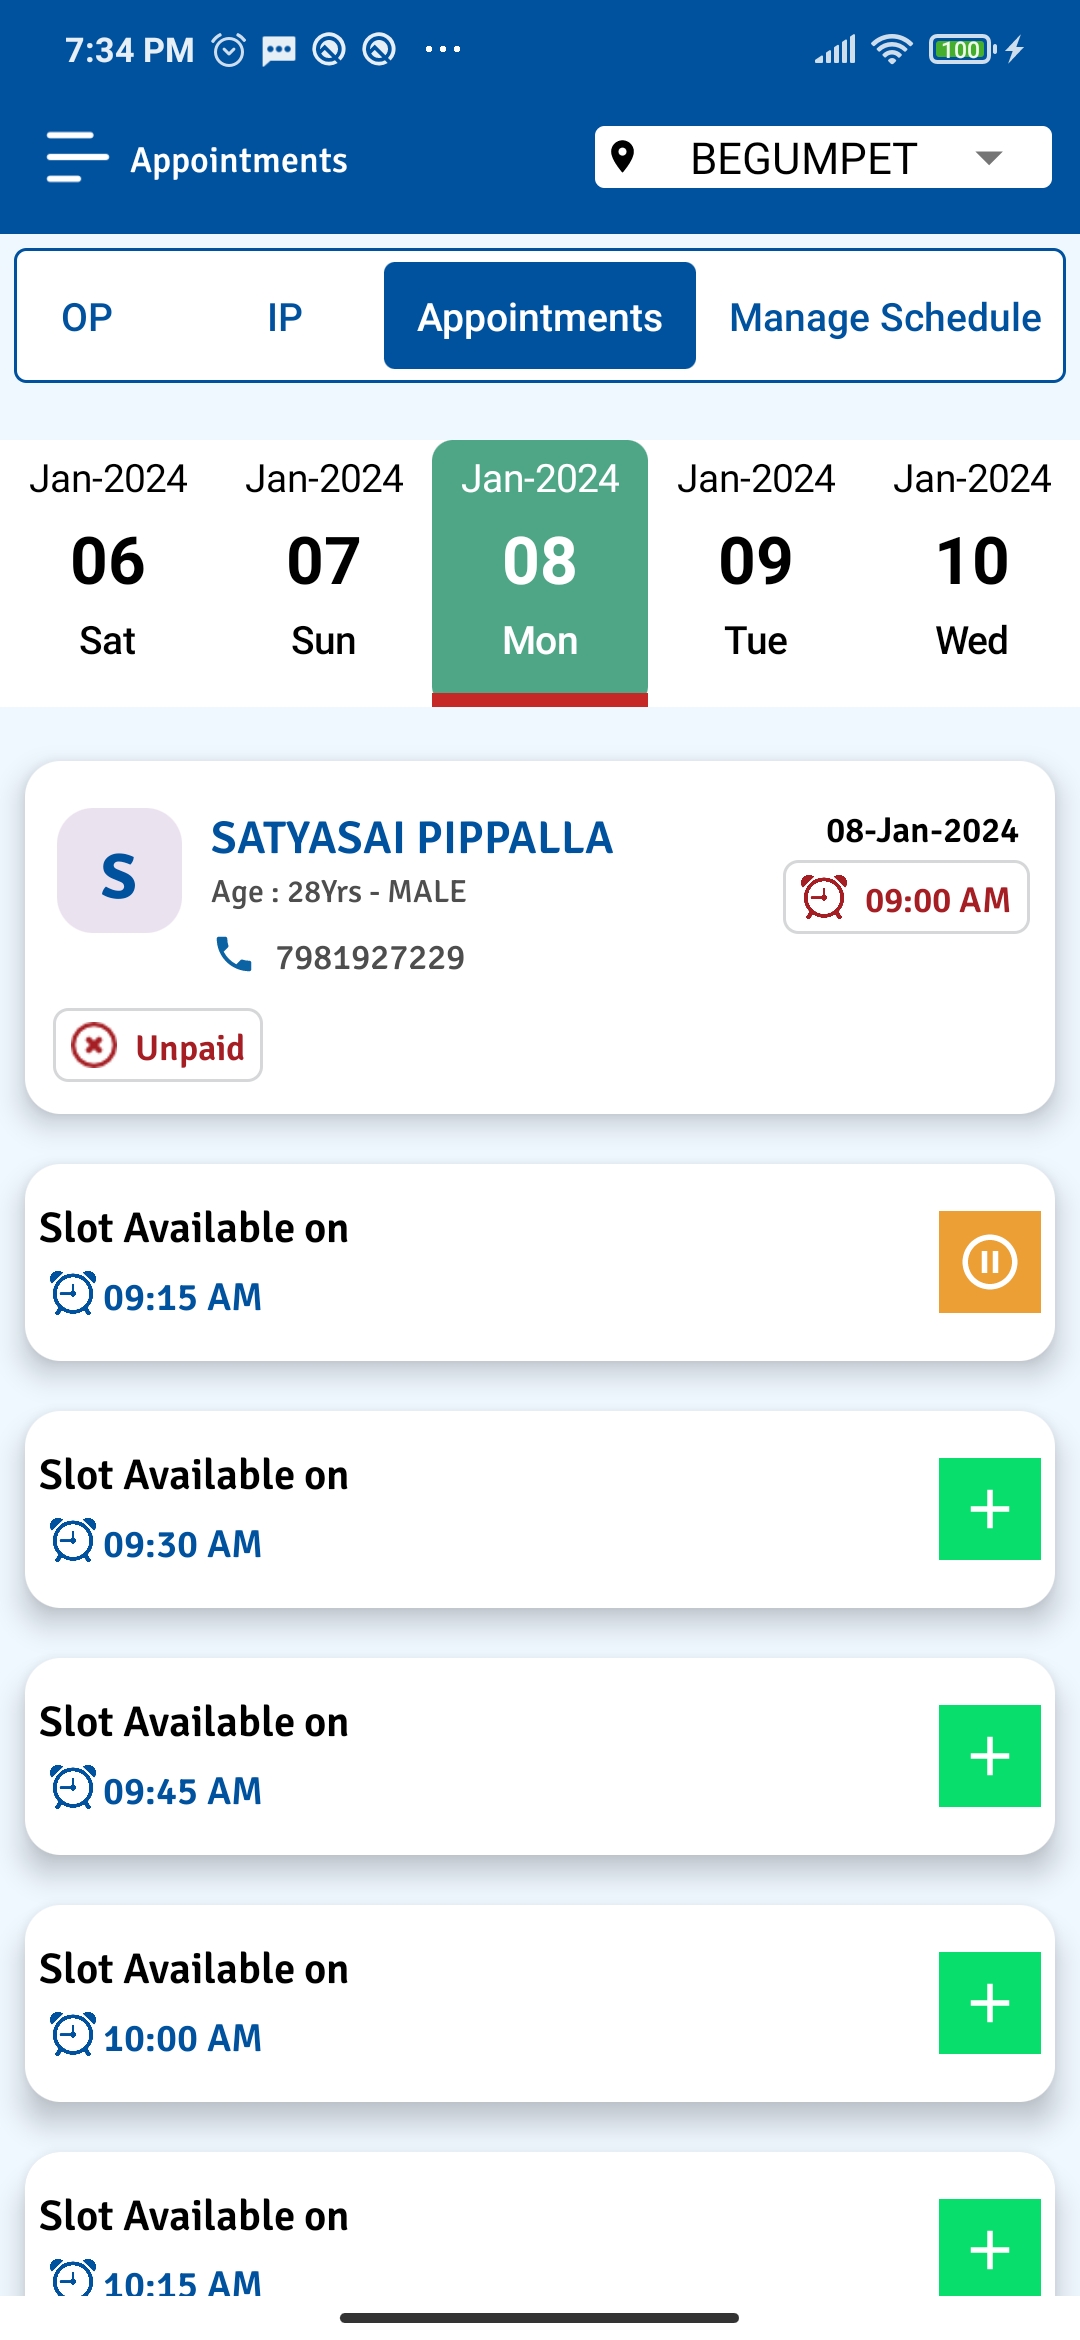 7:34 PM 100
Appointments BEGUMPET
OP IP Appointments Manage Schedule
Jan-2024 Jan-2024 Jan-2024 Jan-2024 Jan-2024
06 07 08 09 10
Sat Sun Mon Tue Wed
S SATYASAI PIPPALLA 08-Jan-2024
Age : 28Yrs - MALE 09:00 AM
7981927229
Unpaid
Slot Available on
09:15 AM
Slot Available on
09:30 AM
Slot Available on
09:45 AM
Slot Available on
10:00 AM
Slot Available on
10:15 AM